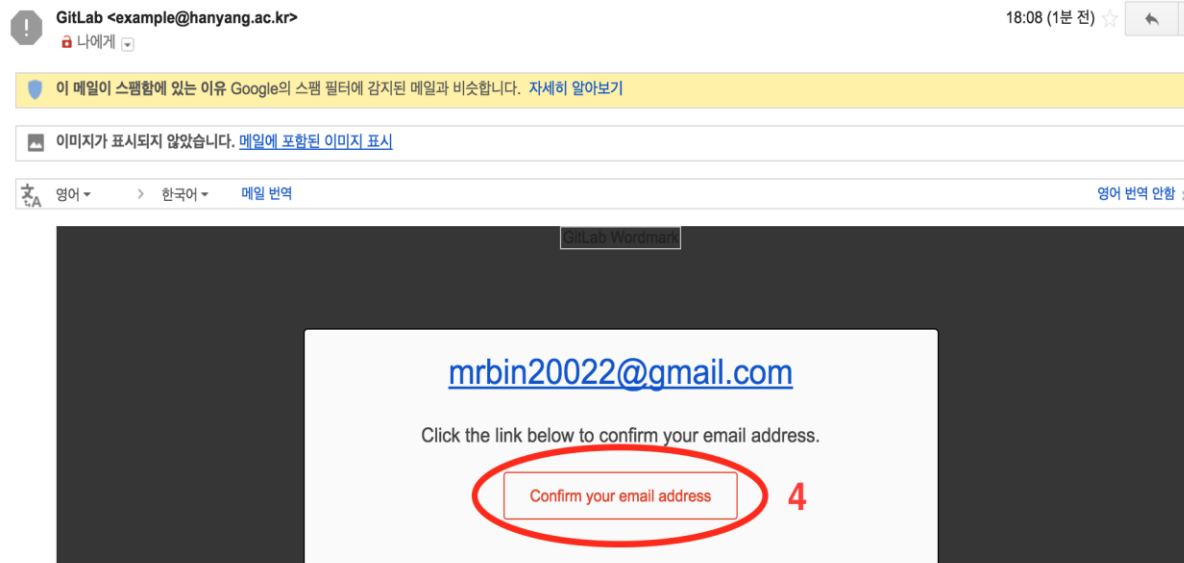 GitLab <example@hanyang.ac.kr>
18:08 (1분 전)
나에게
이 메일이 스팸함에 있는 이유 Google의 스팸 필터에 감지된 메일과 비슷합니다. 자세히 알아보기
이미지가 표시되지 않았습니다. 메일에 포함된 이미지 표시
영어 > 한국어 메일 번역
영어 번역 안함
GitLab Wordmark
mrbin20022@gmail.com
Click the link below to confirm your email address.
Confirm your email address
4